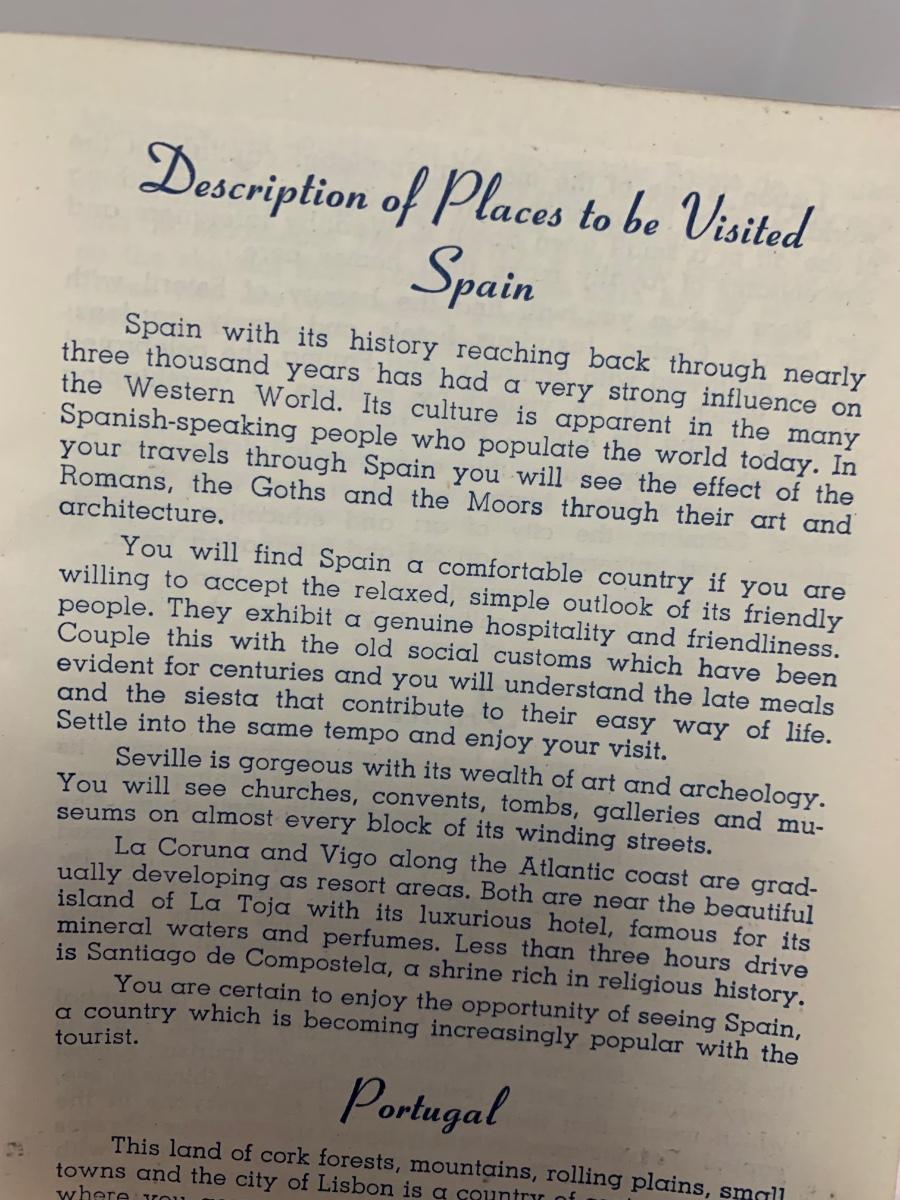 Description of Places to be Visited
Spain
Spain with its history reaching back through nearly
three thousand years has had a very strong influence on
the Western World. Its culture is apparent in the many
Spanish-speaking people who populate the world today. In
your travels through Spain you will see the effect of the
Romans, the Goths and the Moors through their art and
architecture.
You will find Spain a comfortable country if you are
willing to accept the relaxed, simple outlook of its friendly
people. They exhibit a genuine hospitality and friendliness.
Couple this with the old social customs which have been
evident for centuries and you will understand the late meals
and the siesta that contribute to their easy way of life.
Settle into the same tempo and enjoy your visit.
Seville is gorgeous with its wealth of art and archeology.
You will see churches, convents, tombs, galleries and mu-
seums on almost every block of its winding streets.
La Coruna and Vigo along the Atlantic coast are grad-
ually developing as resort areas. Both are near the beautiful
island of La Toja with its luxurious hotel, famous for its
mineral waters and perfumes. Less than three hours drive
is Santiago de Compostela, a shrine rich in religious history.
You are certain to enjoy the opportunity of seeing Spain,
a country which is becoming increasingly popular with the
tourist.
Portugal
This land of cork forests, mountains, rolling plains, small
towns and the city of Lisbon is a country of
where you